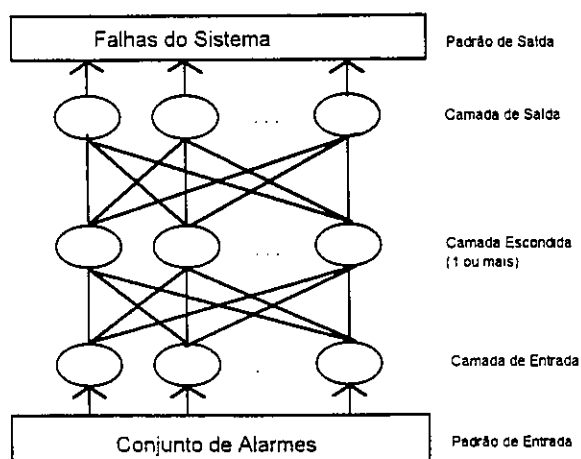 Falhas do Sistema
Padrão de Saída
Camada de Saída
Camada Escondida
(1 ou mais)
Camada de Entrada
Conjunto de Alarmes
Padrão de Entrada